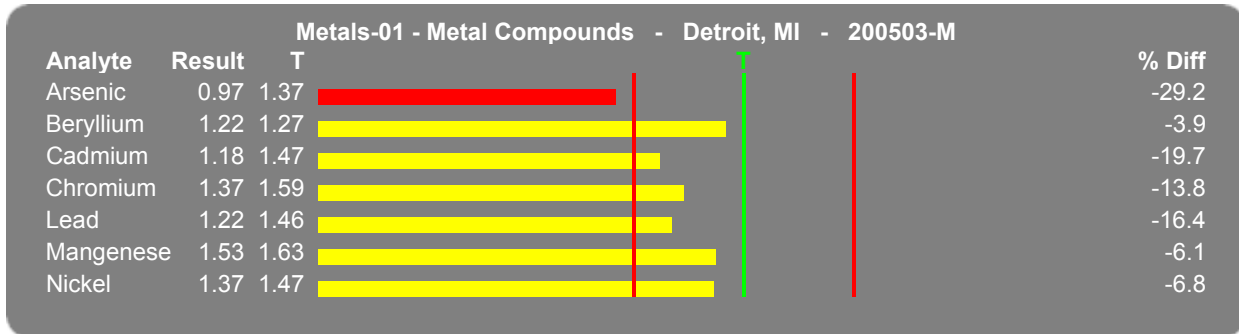 Metals-01 - Metal Compounds - Detroit, MI - 200503-M
Analyte Result T T % Diff
Arsenic 0.97 1.37 -29.2
Beryllium 1.22 1.27 -3.9
Cadmium 1.18 1.47 -19.7
Chromium 1.37 1.59 -13.8
Lead 1.22 1.46 -16.4
Mangenese 1.53 1.63 -6.1
Nickel 1.37 1.47 -6.8